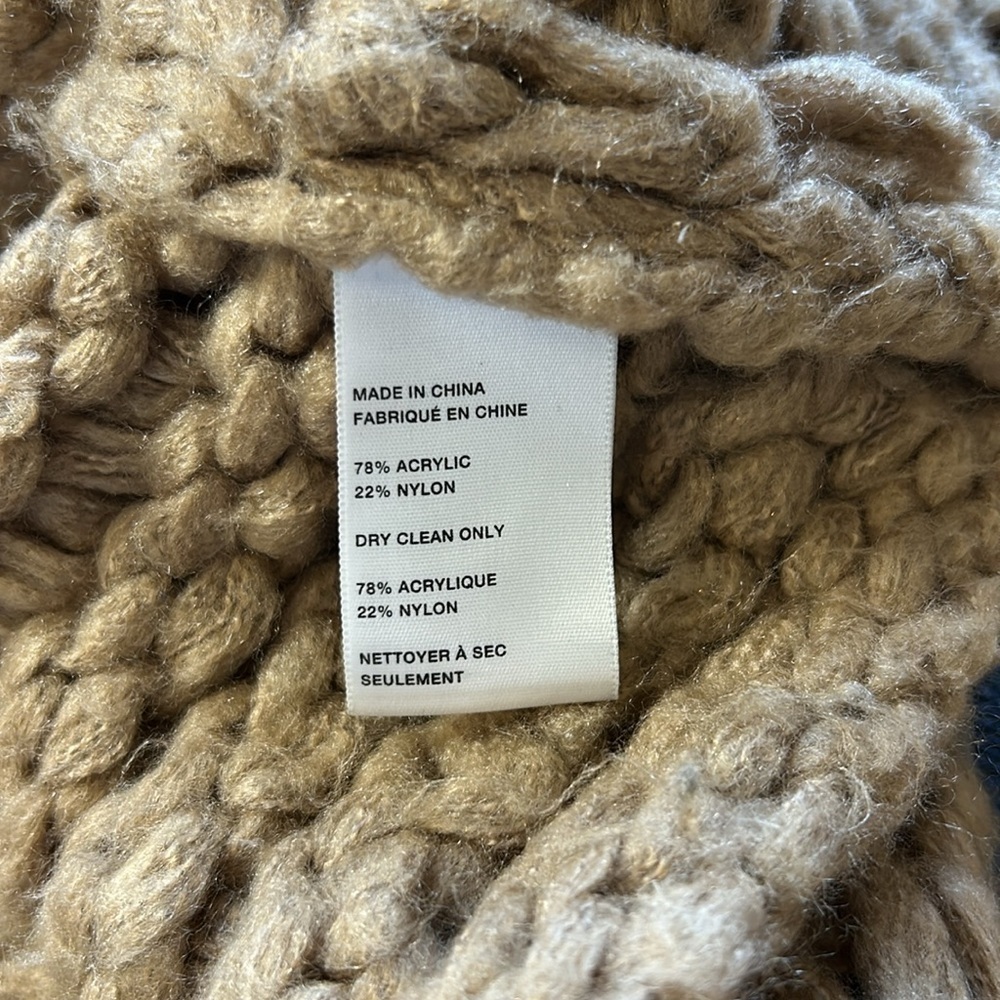 MADE IN CHINA
FABRIQUÉ EN CHINE
78% ACRYLIC
22% NYLON
DRY CLEAN ONLY
78% ACRYLIQUE
22% NYLON
NETTOYER À SEC
SEULEMENT